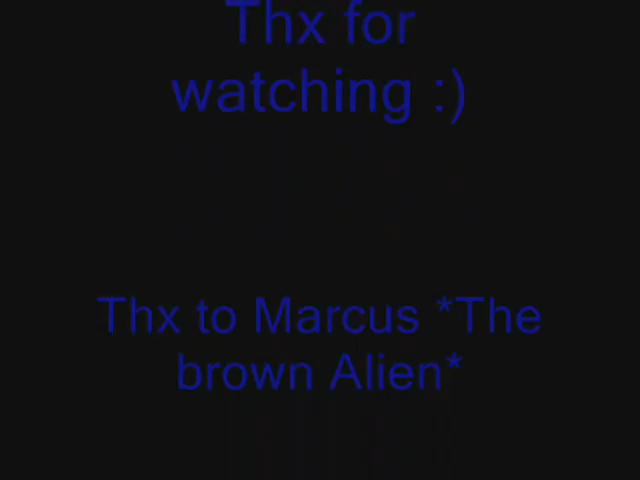 Thx for
watching :)
Thx to Marcus *The
brown Alien*